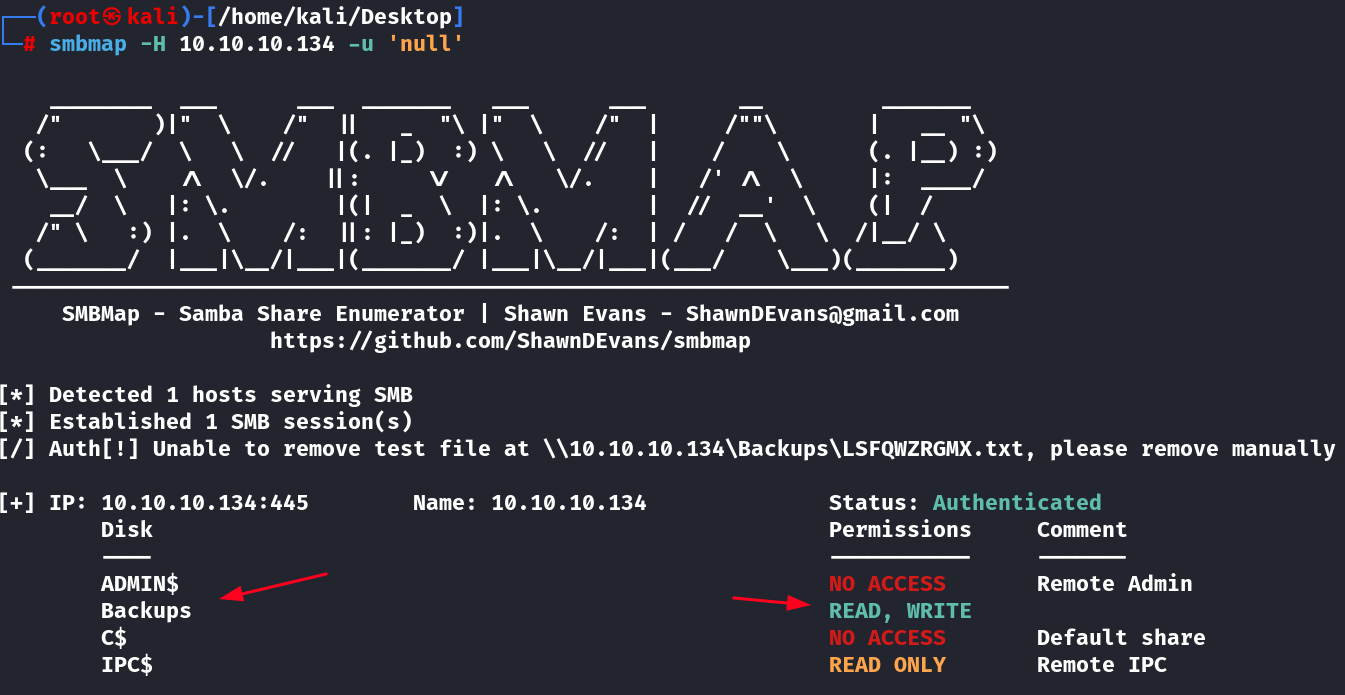 ┌──(root㉿kali)-[/home/kali/Desktop]
└─# smbmap -H 10.10.10.134 -u 'null'
SMBMAP
SMBMap - Samba Share Enumerator | Shawn Evans - ShawnDEvans@gmail.com
https://github.com/ShawnDEvans/smbmap
[*] Detected 1 hosts serving SMB
[*] Established 1 SMB session(s)
[/] Auth[!] Unable to remove test file at \\10.10.10.134\Backups\LSFQWZRGMX.txt, please remove manually
[+] IP: 10.10.10.134:445 Name: 10.10.10.134 Status: Authenticated
Disk Permissions Comment
---- ----------- -------
ADMIN$ NO ACCESS Remote Admin
Backups READ, WRITE
C$ NO ACCESS Default share
IPC$ READ ONLY Remote IPC